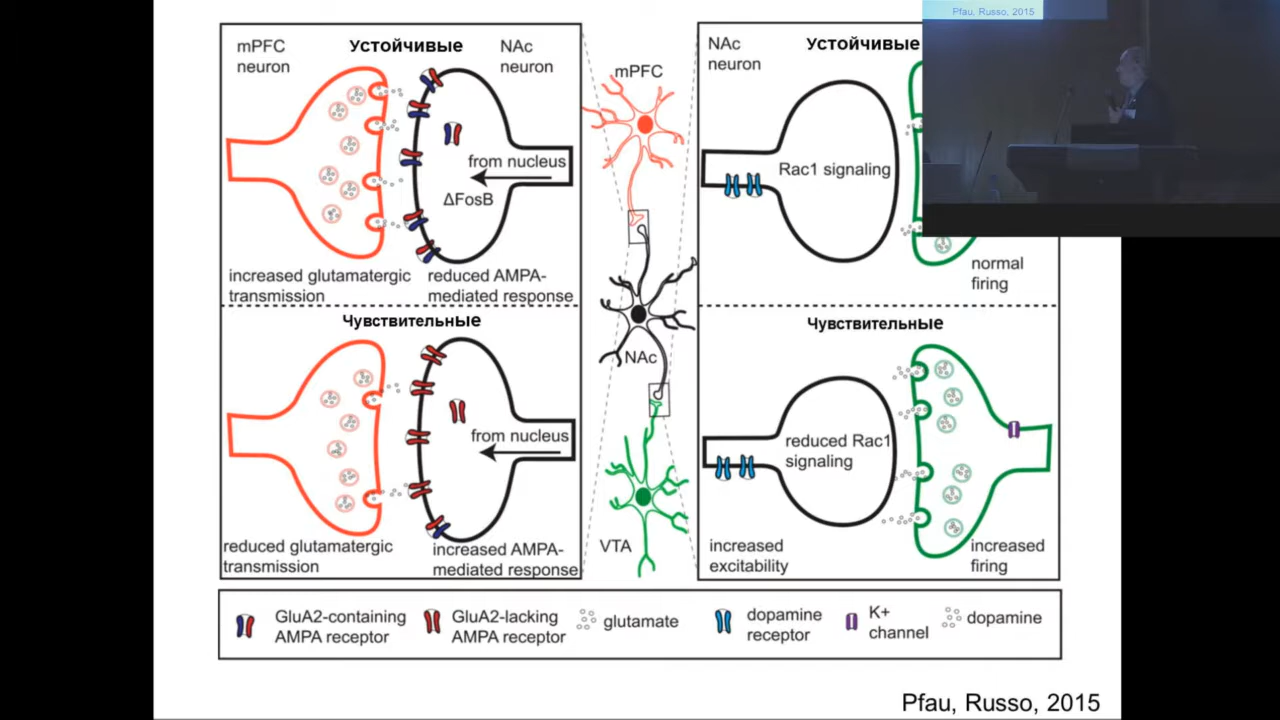 Pfau, Russo, 2015
mPFC
neuron
Устойчивые
NAc
neuron
from nucleus
ΔFosB
increased glutamatergic
transmission
reduced AMPA-
mediated response
Чувствительные
from nucleus
reduced glutamatergic
transmission
increased AMPA-
mediated response
mPFC
NAc
VTA
NAc
neuron
Устойчивые
Rac1 signaling
normal
firing
Чувствительные
reduced Rac1
signaling
increased
excitability
increased
firing
GluA2-containing
AMPA receptor
GluA2-lacking
AMPA receptor
glutamate
dopamine
receptor
K+
channel
dopamine
Pfau, Russo, 2015